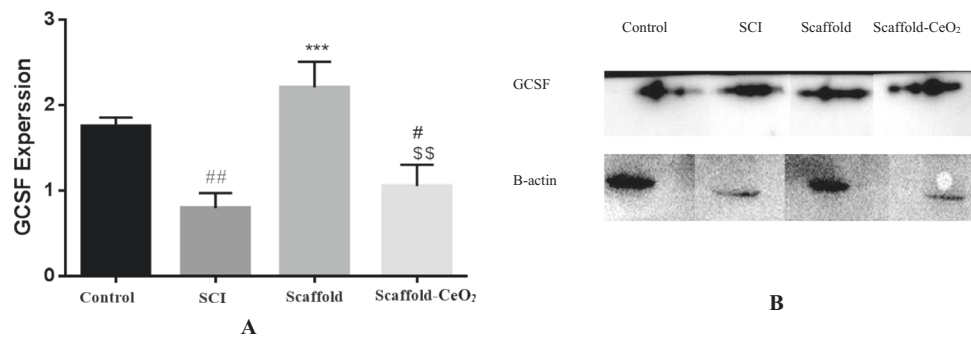 3
2
1
0
GCSF Experssion
##
***
#
$$
Control
SCI
Scaffold
Scaffold-CeO₂
A
Control
SCI
Scaffold
Scaffold-CeO₂
GCSF
B-actin
B